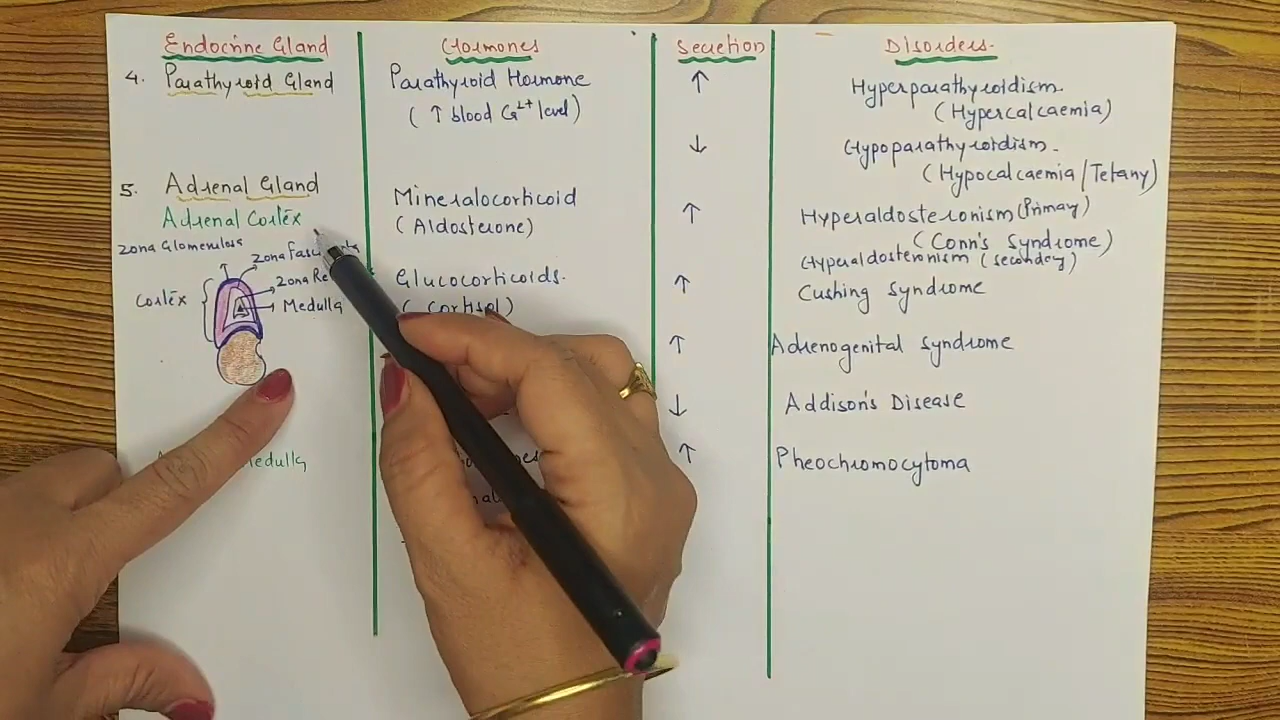 Endocrine Gland Hormones Secretion Disorders.
4. Parathyroid Gland Parathyroid Hormone ↑ Hyperparathyroidism.
(↑ blood Ca²⁺ level) (Hypercalcaemia)
↓ Hypoparathyroidism.
(Hypocalcaemia/Tetany)
5. Adrenal Gland Mineralocorticoid ↑ Hyperaldosteronism (Primary)
Adrenal Cortex (Aldosterone) (Conn's Syndrome)
Zona Glomerulosa Hyperaldosteronism (secondary)
Zona
Zona Glucocorticoids. ↑ Cushing Syndrome
Cortex Medulla (Cortisol)
↑ Adrenogenital Syndrome
↓ Addison's Disease
Medulla ↑ Pheochromocytoma